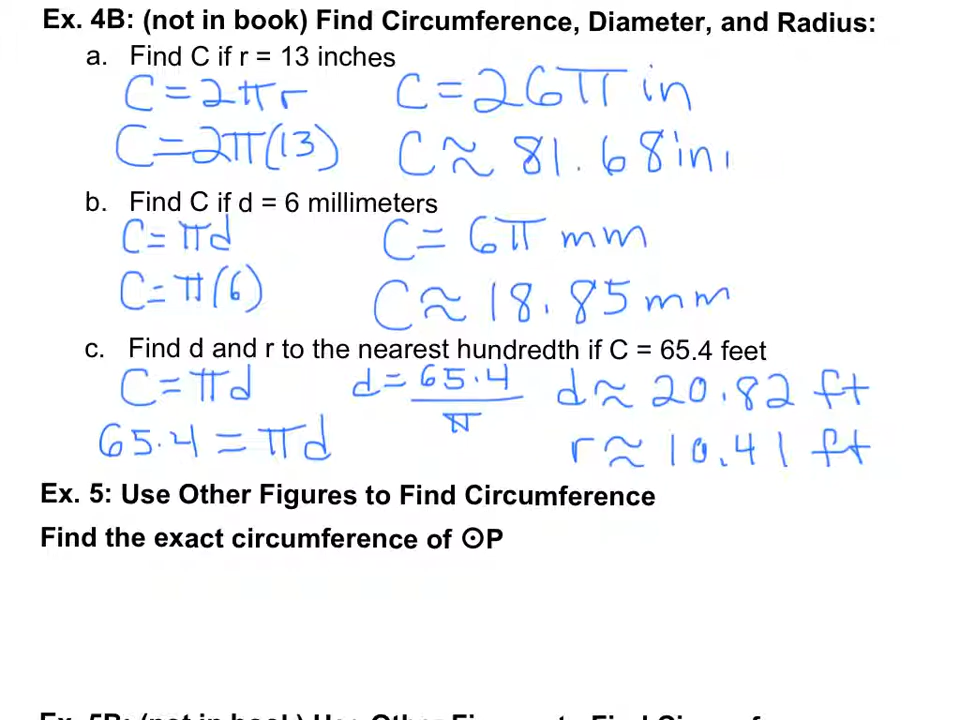 Ex. 4B: (not in book) Find Circumference, Diameter, and Radius:
a. Find C if r = 13 inches
C = 2πr C = 26π in
C = 2π(13) C ≈ 81.68 in.
b. Find C if d = 6 millimeters
C = πd C = 6π mm
C = π(6) C ≈ 18.85 mm
c. Find d and r to the nearest hundredth if C = 65.4 feet
C = πd d = 65.4/π d ≈ 20.82 ft
65.4 = πd r ≈ 10.41 ft
Ex. 5: Use Other Figures to Find Circumference
Find the exact circumference of ⊙P